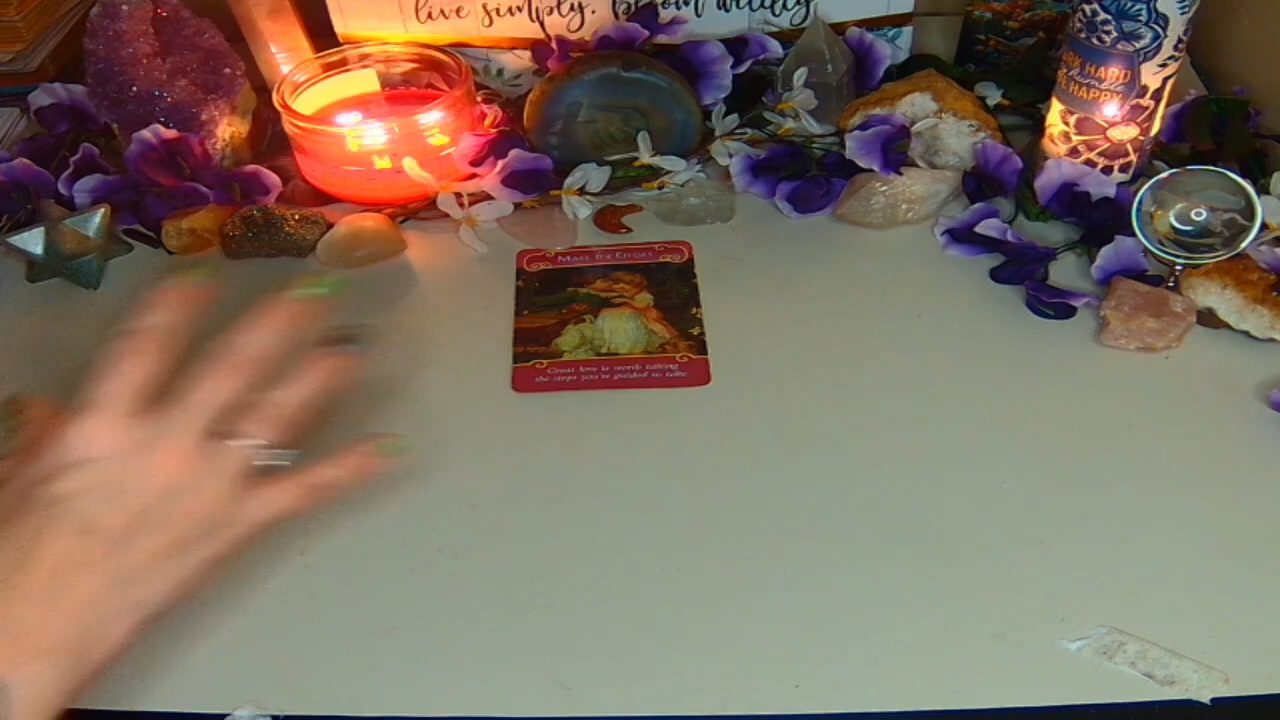 live simply. Bloom wildly
HARD
HAPPY
MAKE THE EFFORT
Great love is worth taking
the steps you're guided to take